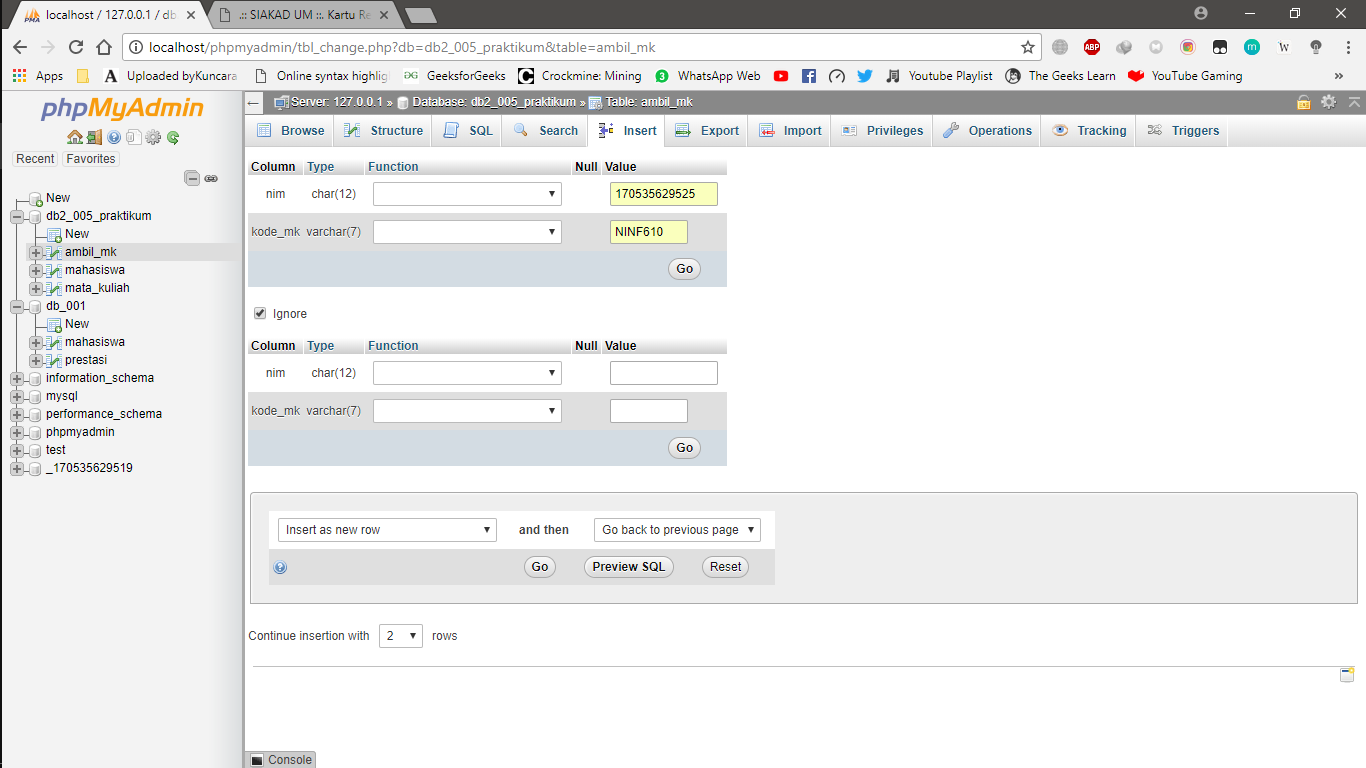 localhost / 127.0.0.1 / db
.:: SIAKAD UM ::. Kartu Re
localhost/phpmyadmin/tbl_change.php?db=db2_005_praktikum&table=ambil_mk
ABP
Apps
Uploaded byKuncara
Online syntax highlig
GeeksforGeeks
Crockmine: Mining
WhatsApp Web
Youtube Playlist
The Geeks Learn
YouTube Gaming
phpMyAdmin
Recent Favorites
New
db2_005_praktikum
New
ambil_mk
mahasiswa
mata_kuliah
db_001
New
mahasiswa
prestasi
information_schema
mysql
performance_schema
phpmyadmin
test
_170535629519
Server: 127.0.0.1 » Database: db2_005_praktikum » Table: ambil_mk
Browse Structure SQL Search Insert Export Import Privileges Operations Tracking Triggers
Column Type Function Null Value
nim char(12) 170535629525
kode_mk varchar(7) NINF610
Go
Ignore
Column Type Function Null Value
nim char(12)
kode_mk varchar(7)
Go
Insert as new row and then Go back to previous page
Go Preview SQL Reset
Continue insertion with 2 rows
Console